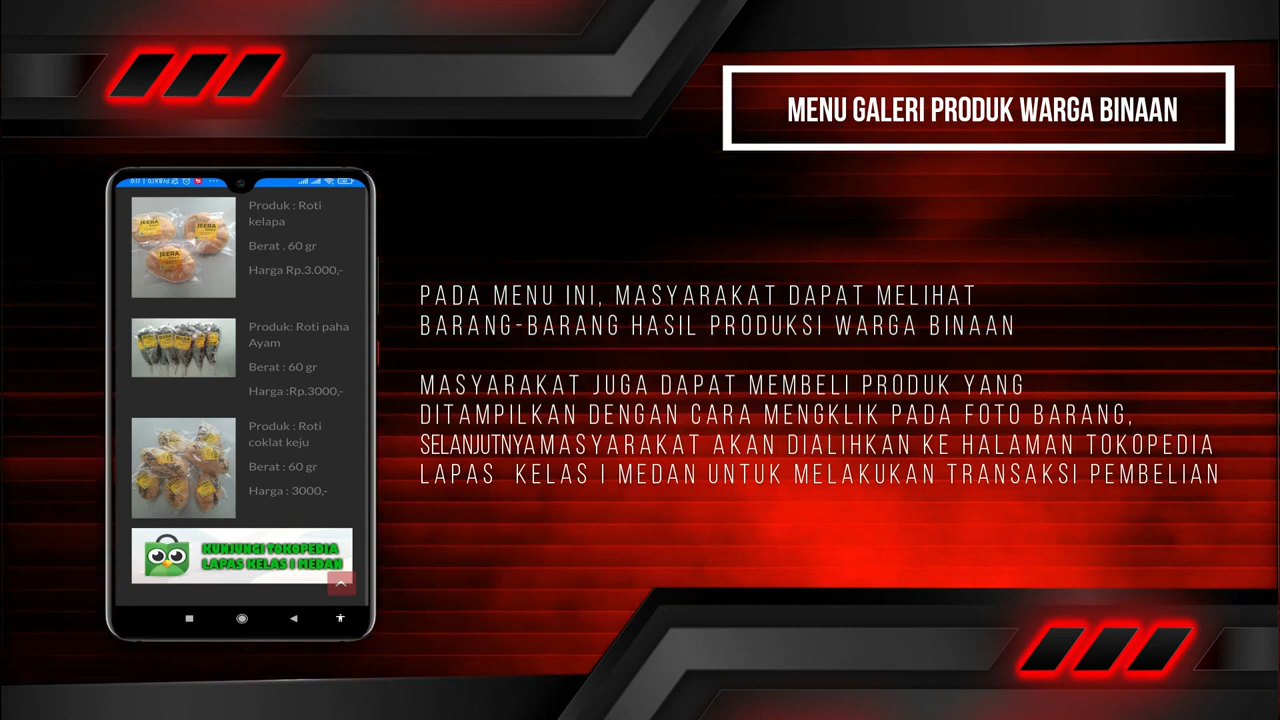 MENU GALERI PRODUK WARGA BINAAN
Produk : Roti
kelapa
Berat . 60 gr
Harga Rp.3.000,-
Produk: Roti paha
Ayam
Berat : 60 gr
Harga :Rp.3000,-
Produk : Roti
coklat keju
Berat : 60 gr
Harga : 3000,-
KUNJUNGI TOKOPEDIA
LAPAS KELAS I MEDAN
JEERA
JEERA
JEERA
PADA MENU INI, MASYARAKAT DAPAT MELIHAT
BARANG-BARANG HASIL PRODUKSI WARGA BINAAN
MASYARAKAT JUGA DAPAT MEMBELI PRODUK YANG
DITAMPILKAN DENGAN CARA MENGKLIK PADA FOTO BARANG,
SELANJUTNYAMASYARAKAT AKAN DIALIHKAN KE HALAMAN TOKOPEDIA
LAPAS KELAS I MEDAN UNTUK MELAKUKAN TRANSAKSI PEMBELIAN